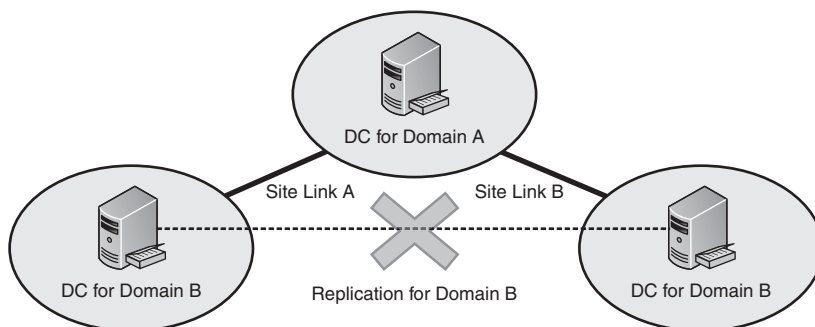 DC for Domain A
Site Link A
Site Link B
DC for Domain B
Replication for Domain B
DC for Domain B